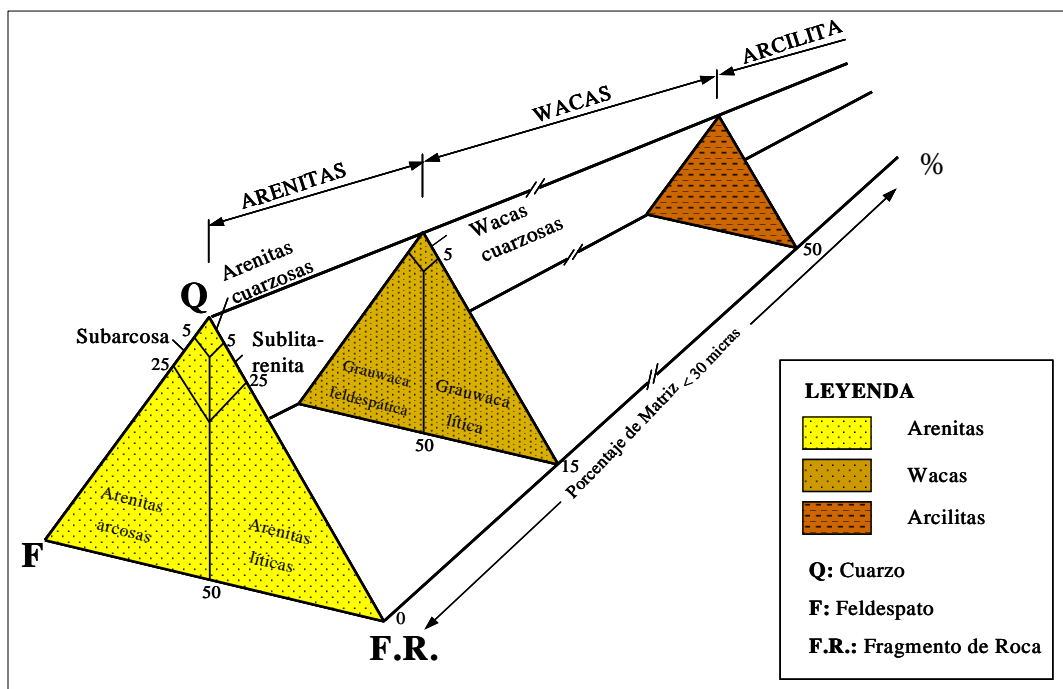 ARCILITA
WACAS
ARENITAS
%
Wacas
cuarzosas
5
Arenitas
cuarzosas
Q
5
5
Subarcosa
Sublita-
renita
25
25
50
Grauwaca
feldespática
Grauwaca
lítica
50
15
Porcentaje de Matriz < 30 micras
Arenitas
arcosas
Arenitas
líticas
F
50
0
F.R.
LEYENDA
Arenitas
Wacas
Arcilitas
Q: Cuarzo
F: Feldespato
F.R.: Fragmento de Roca